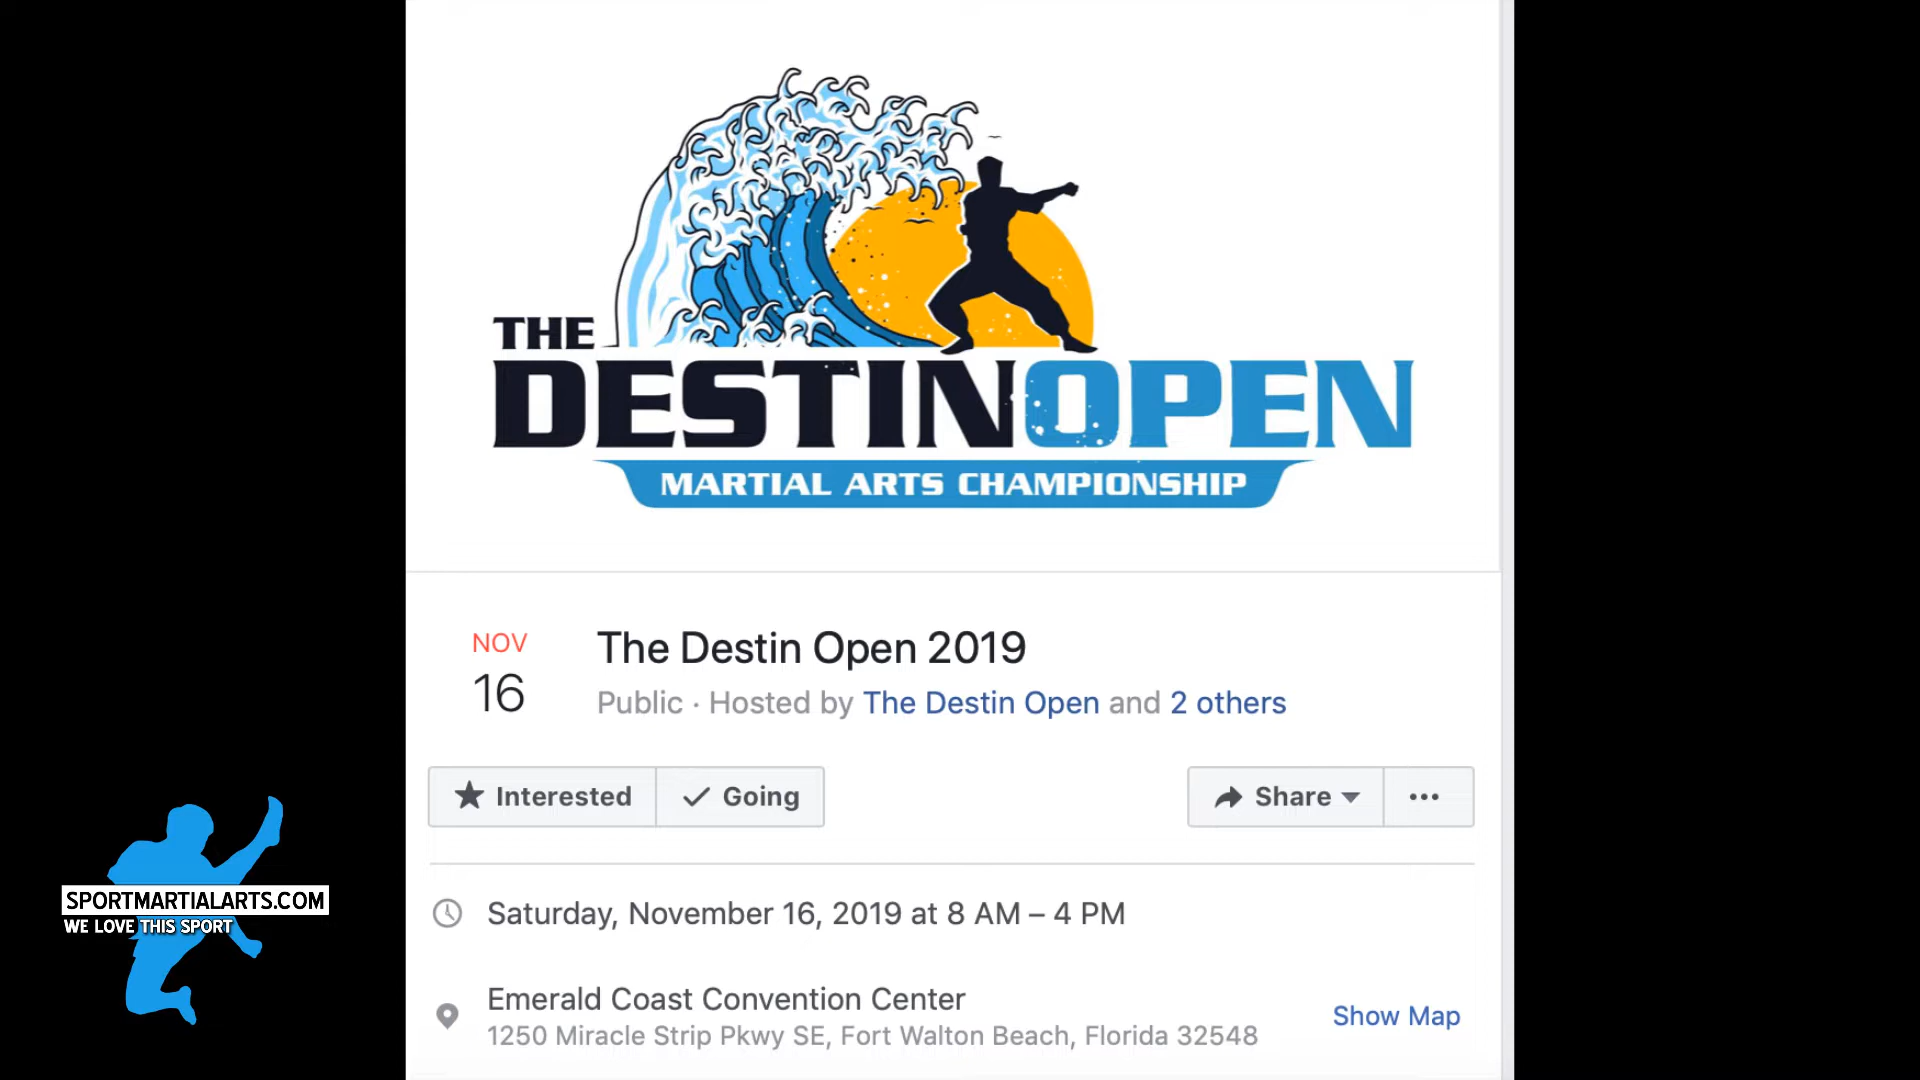 THE
DESTINOPEN
MARTIAL ARTS CHAMPIONSHIP
NOV
16
The Destin Open 2019
Public · Hosted by The Destin Open and 2 others
Interested
Going
Share
Saturday, November 16, 2019 at 8 AM – 4 PM
Emerald Coast Convention Center
1250 Miracle Strip Pkwy SE, Fort Walton Beach, Florida 32548
Show Map
SPORTMARTIALARTS.COM
WE LOVE THIS SPORT